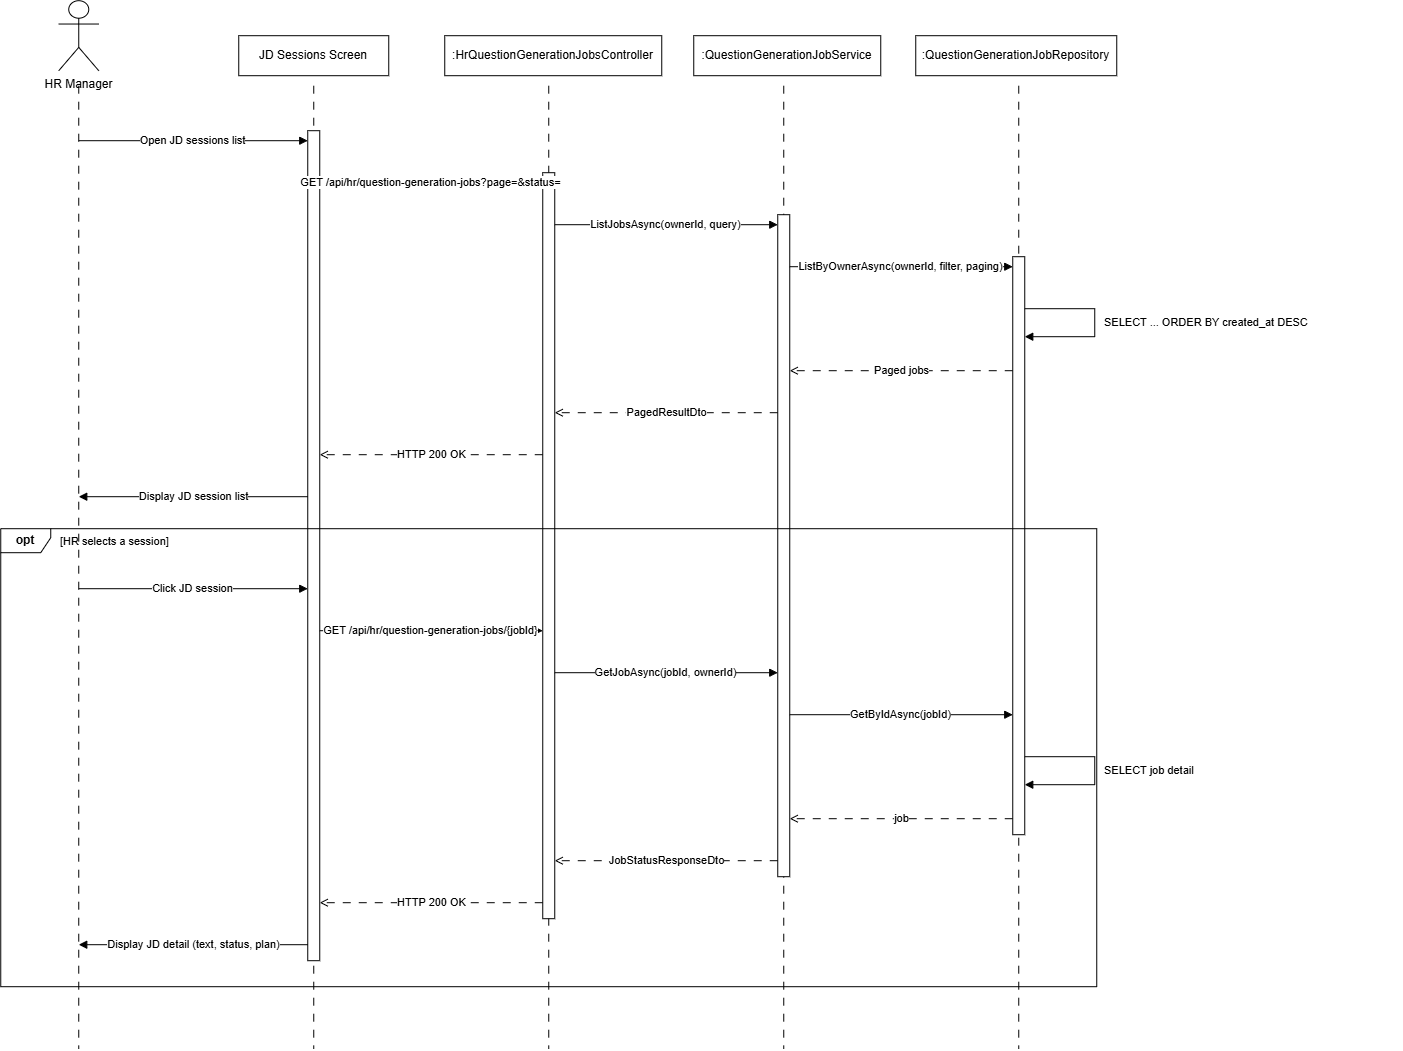 HR Manager
JD Sessions Screen
:HrQuestionGenerationJobsController
:QuestionGenerationJobService
:QuestionGenerationJobRepository
Open JD sessions list
GET /api/hr/question-generation-jobs?page=&status=
ListJobsAsync(ownerId, query)
ListByOwnerAsync(ownerId, filter, paging)
SELECT ... ORDER BY created_at DESC
Paged jobs
PagedResultDto
HTTP 200 OK
Display JD session list
opt
[HR selects a session]
Click JD session
GET /api/hr/question-generation-jobs/{jobId}
GetJobAsync(jobId, ownerId)
GetByIdAsync(jobId)
SELECT job detail
job
JobStatusResponseDto
HTTP 200 OK
Display JD detail (text, status, plan)